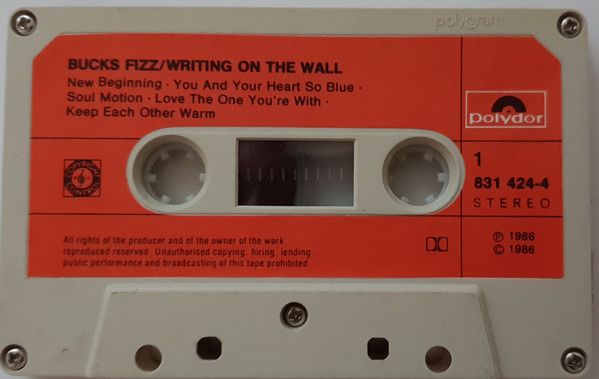 polygram
BUCKS FIZZ/WRITING ON THE WALL
New Beginning · You And Your Heart So Blue ·
Soul Motion · Love The One You're With ·
Keep Each Other Warm
polydor
COPYRIGHT CONTROL
1
831 424-4
STEREO
All rights of the producer and of the owner of the work
reproduced reserved. Unauthorised copying, hiring, lending,
public performance and broadcasting of this tape prohibited.
Ⓟ 1986
© 1986